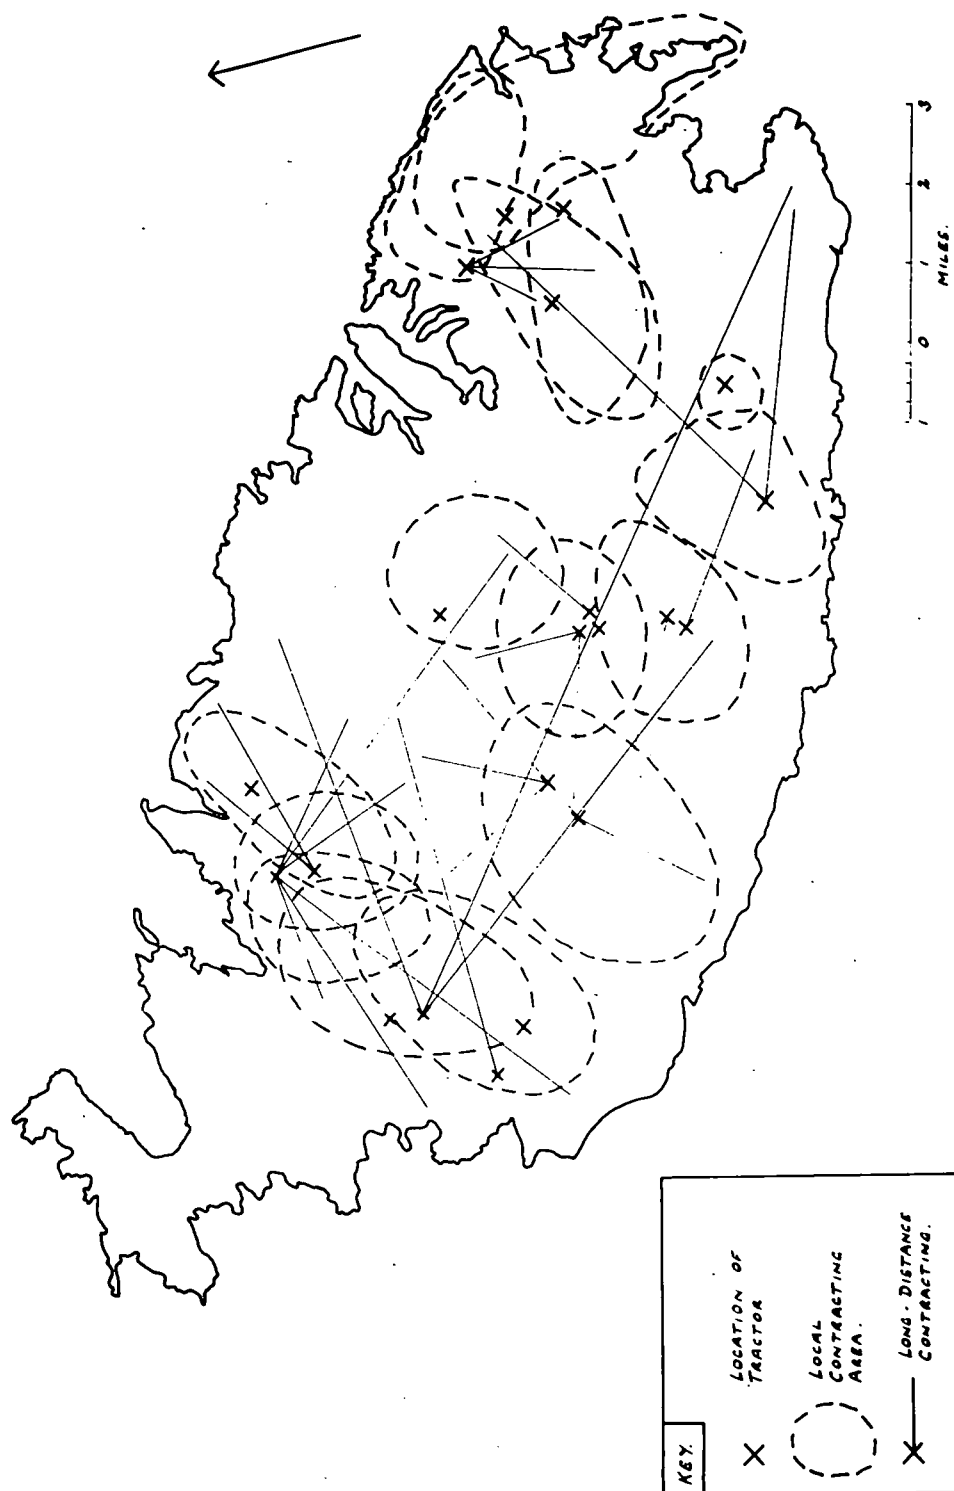 KEY.
LOCATION OF
TRACTOR
LOCAL
CONTRACTING
AREA.
LONG-DISTANCE
CONTRACTING.
1 0 1 2 3
MILES.